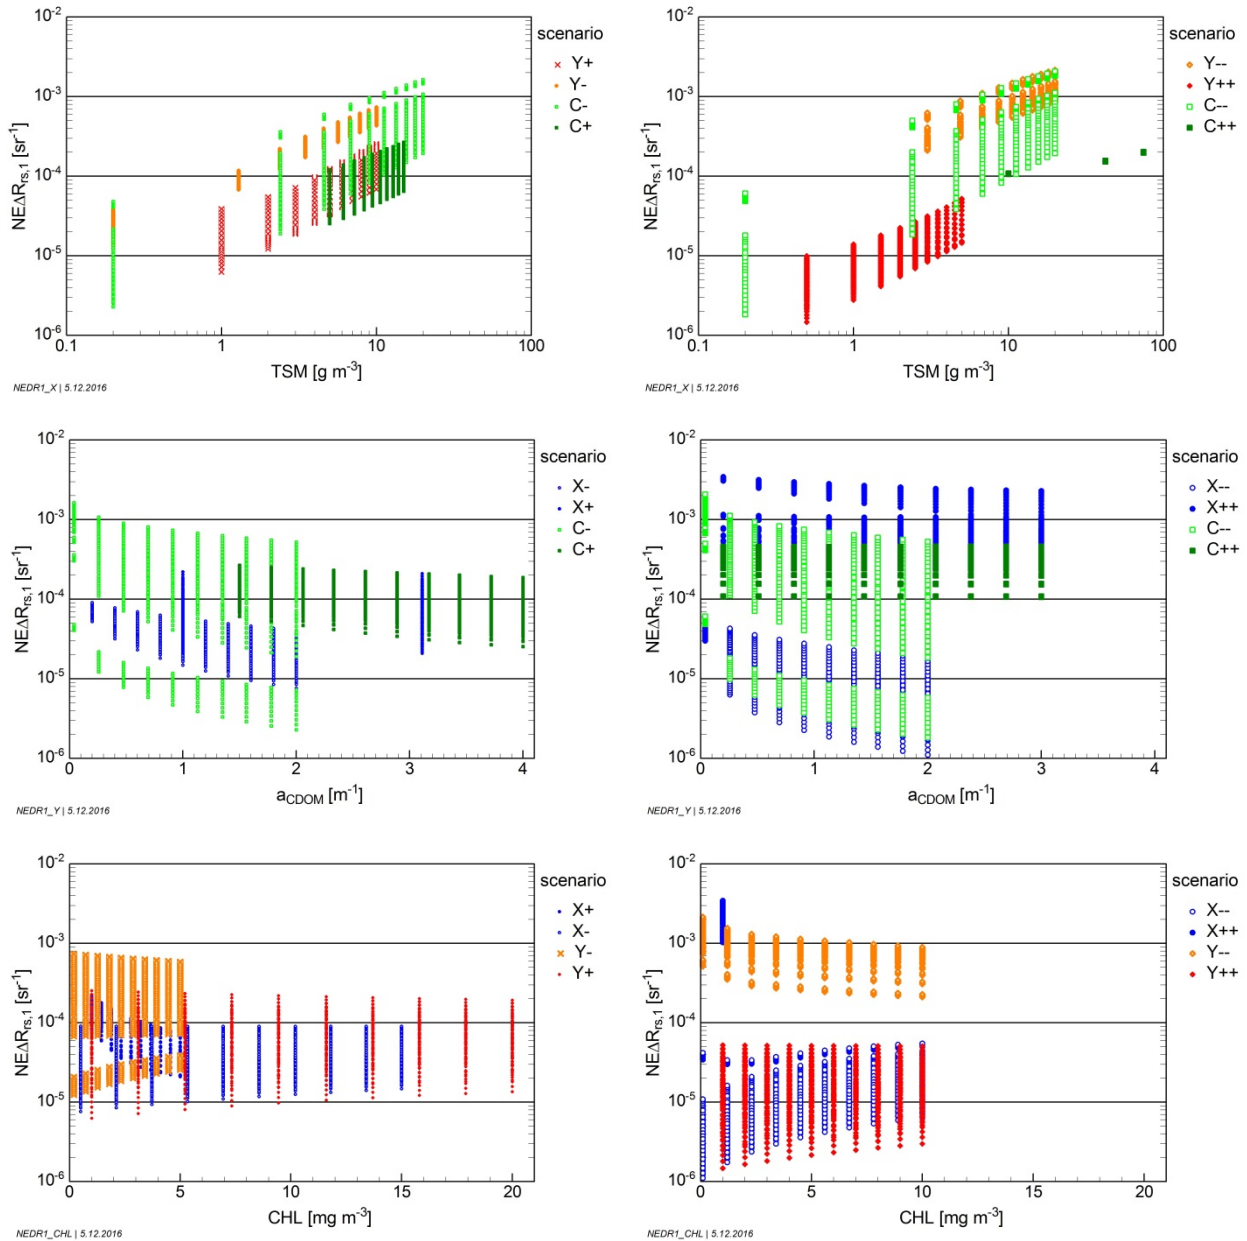 10-2
10-3
10-4
10-5
10-6
NEΔRrs,1 [sr-1]
0.1 1 10 100
TSM [g m-3]
scenario
Y+
Y-
C-
C+
NEDR1_X | 5.12.2016
10-2
10-3
10-4
10-5
10-6
NEΔRrs,1 [sr-1]
0.1 1 10 100
TSM [g m-3]
scenario
Y--
Y++
C--
C++
NEDR1_X | 5.12.2016
10-2
10-3
10-4
10-5
10-6
NEΔRrs,1 [sr-1]
0 1 2 3 4
aCDOM [m-1]
scenario
X-
X+
C-
C+
NEDR1_Y | 5.12.2016
10-2
10-3
10-4
10-5
10-6
NEΔRrs,1 [sr-1]
0 1 2 3 4
aCDOM [m-1]
scenario
X--
X++
C--
C++
NEDR1_Y | 5.12.2016
10-2
10-3
10-4
10-5
10-6
NEΔRrs,1 [sr-1]
0 5 10 15 20
CHL [mg m-3]
scenario
X+
X-
Y-
Y+
NEDR1_CHL | 5.12.2016
10-2
10-3
10-4
10-5
10-6
NEΔRrs,1 [sr-1]
0 5 10 15 20
CHL [mg m-3]
scenario
X--
X++
Y--
Y++
NEDR1_CHL | 5.12.2016